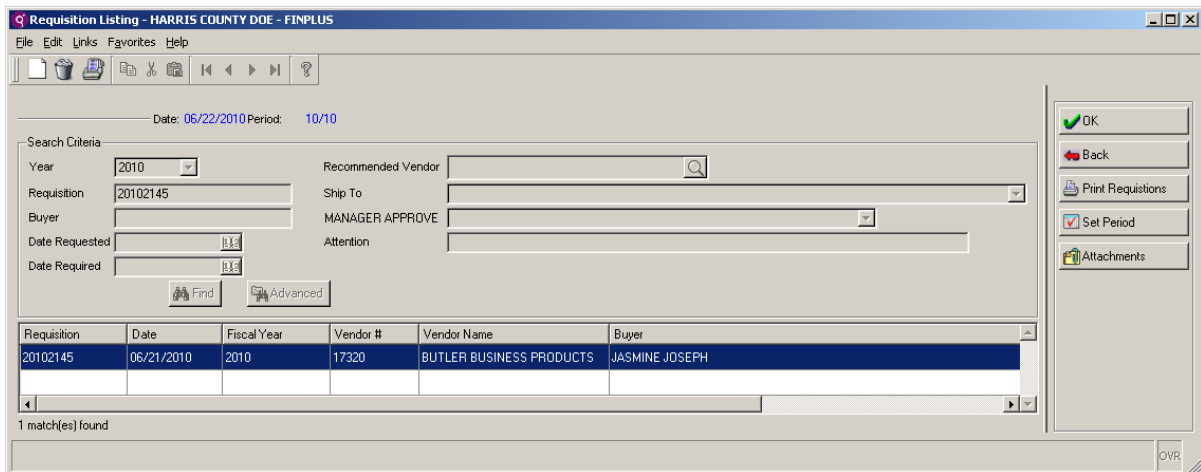 Requisition Listing - HARRIS COUNTY DOE - FINPLUS
File Edit Links Favorites Help
Date: 06/22/2010 Period: 10/10
Search Criteria
Year 2010 Recommended Vendor
Requisition 20102145 Ship To
Buyer MANAGER APPROVE
Date Requested Attention
Date Required
Find Advanced
Requisition Date Fiscal Year Vendor # Vendor Name Buyer
20102145 06/21/2010 2010 17320 BUTLER BUSINESS PRODUCTS JASMINE JOSEPH
1 match(es) found
OK
Back
Print Requistions
Set Period
Attachments
OVR